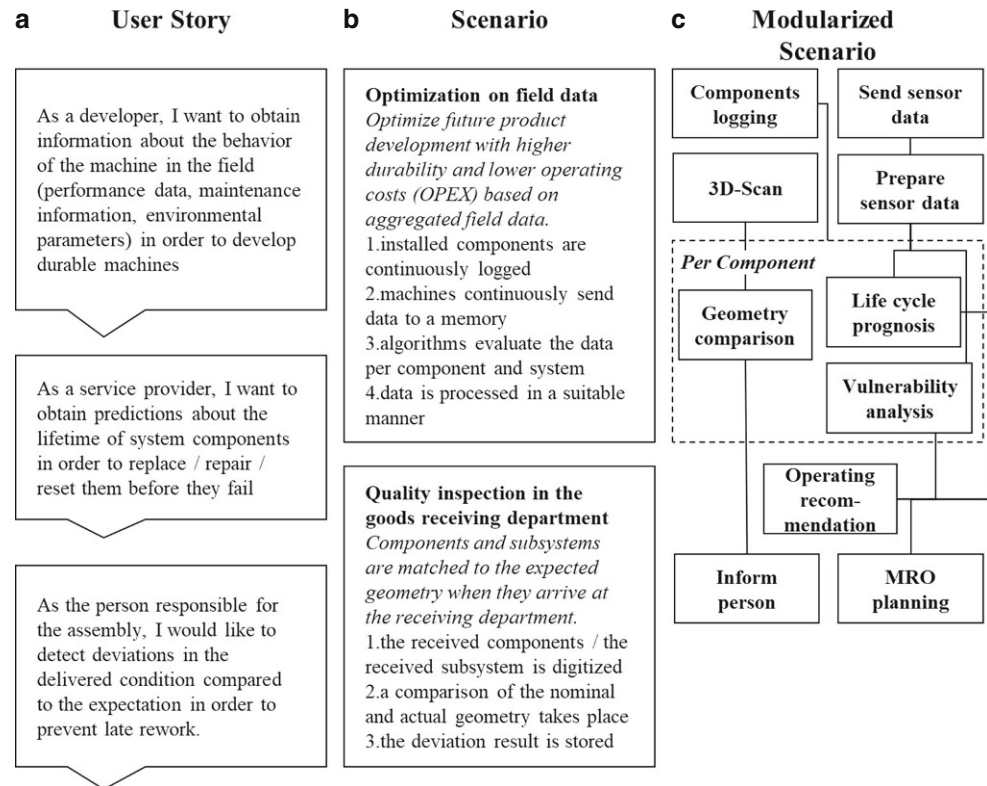 a
User Story
As a developer, I want to obtain
information about the behavior
of the machine in the field
(performance data, maintenance
information, environmental
parameters) in order to develop
durable machines
As a service provider, I want to
obtain predictions about the
lifetime of system components
in order to replace / repair /
reset them before they fail
As the person responsible for
the assembly, I would like to
detect deviations in the
delivered condition compared
to the expectation in order to
prevent late rework.
b
Scenario
Optimization on field data
Optimize future product
development with higher
durability and lower operating
costs (OPEX) based on
aggregated field data.
1.installed components are
continuously logged
2.machines continuously send
data to a memory
3.algorithms evaluate the data
per component and system
4.data is processed in a suitable
manner
Quality inspection in the
goods receiving department
Components and subsystems
are matched to the expected
geometry when they arrive at
the receiving department.
1.the received components / the
received subsystem is digitized
2.a comparison of the nominal
and actual geometry takes place
3.the deviation result is stored
c
Modularized
Scenario
Components
logging
Send sensor
data
3D-Scan
Prepare
sensor data
Per Component
Geometry
comparison
Life cycle
prognosis
Vulnerability
analysis
Operating
recom-
mendation
Inform
person
MRO
planning